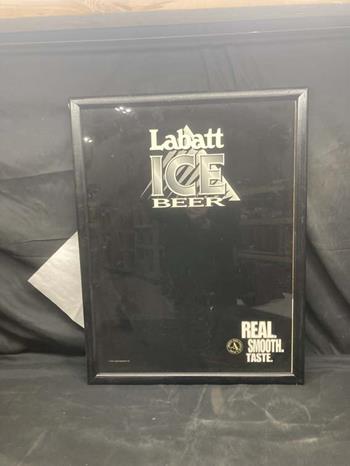 Labatt
ICE
BEER
REAL.
SMOOTH.
TASTE.